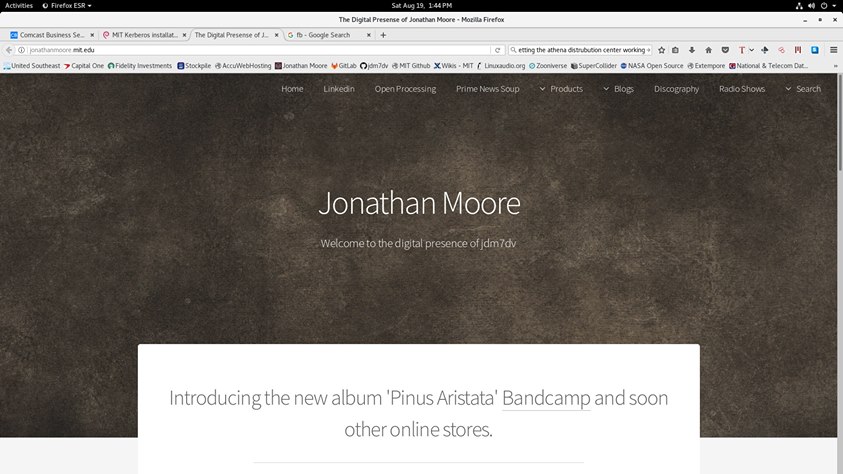 Activities Firefox ESR Sat Aug 19, 1:44 PM
The Digital Presense of Jonathan Moore - Mozilla Firefox
Comcast Business Se... MIT Kerberos installat... The Digital Presense of J... fb - Google Search
jonathanmoore.mit.edu etting the athena distrubution center working
United Southeast Capital One Fidelity Investments Stockpile AccuWebHosting Jonathan Moore GitLab jdm7dv MIT Github Wikis - MIT Linuxaudio.org Zooniverse SuperCollider NASA Open Source Extempore National & Telecom Dat...
Home Linkedin Open Processing Prime News Soup Products Blogs Discography Radio Shows Search
Jonathan Moore
Welcome to the digital presence of jdm7dv
Introducing the new album 'Pinus Aristata' Bandcamp and soon
other online stores.